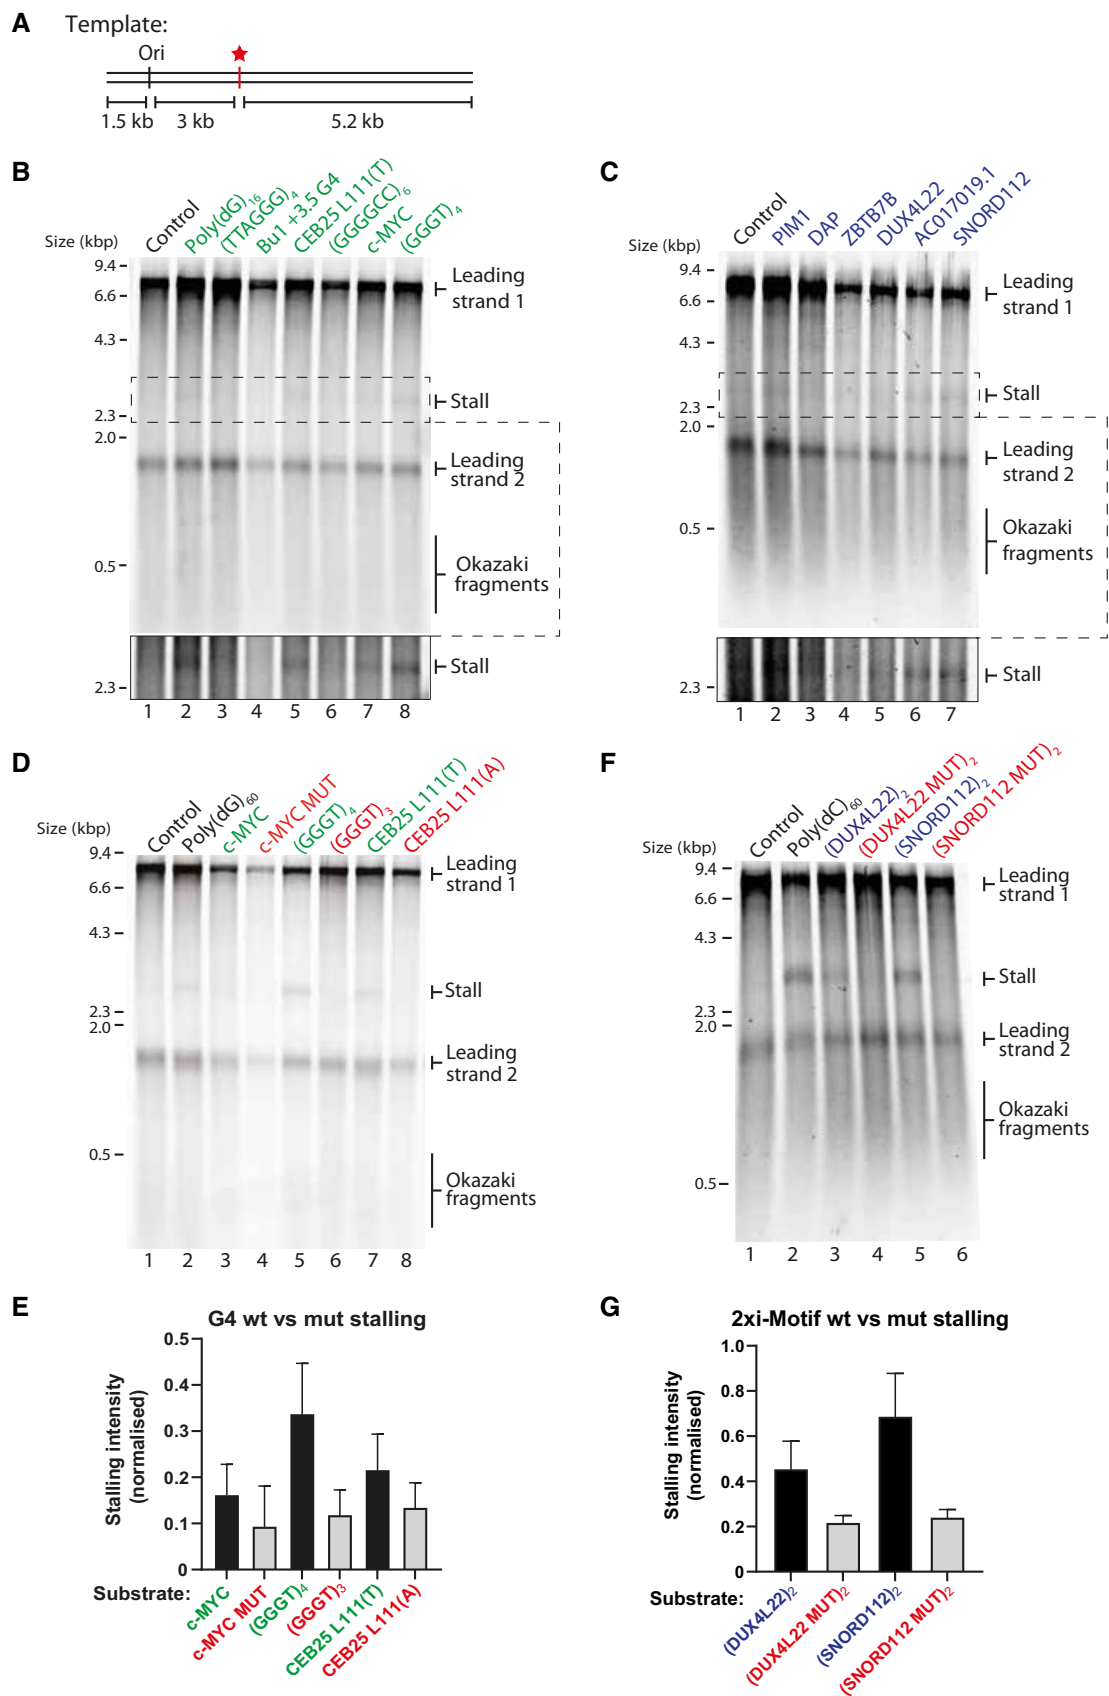 A
Template:
Ori
1.5 kb
3 kb
5.2 kb
B
Control
Poly(dG)16
(TTAGGG)4
Bu1 +3.5 G4
CEB25 L111(T)
(GGGGCC)6
c-MYC
(GGGT)4
Size (kbp)
9.4
6.6
4.3
2.3
2.0
0.5
2.3
Leading
strand 1
Stall
Leading
strand 2
Okazaki
fragments
Stall
1 2 3 4 5 6 7 8
C
Control
PIM1
DAP
ZBTB7B
DUX4L22
AC017019.1
SNORD112
Size (kbp)
9.4
6.6
4.3
2.3
2.0
0.5
2.3
Leading
strand 1
Stall
Leading
strand 2
Okazaki
fragments
Stall
1 2 3 4 5 6 7
D
Control
Poly(dG)60
c-MYC
c-MYC MUT
(GGGT)4
(GGGT)3
CEB25 L111(T)
CEB25 L111(A)
Size (kbp)
9.4
6.6
4.3
2.3
2.0
0.5
Leading
strand 1
Stall
Leading
strand 2
Okazaki
fragments
1 2 3 4 5 6 7 8
F
Control
Poly(dC)60
(DUX4L22)2
(DUX4L22 MUT)2
(SNORD112)2
(SNORD112 MUT)2
Size (kbp)
9.4
6.6
4.3
2.3
2.0
0.5
Leading
strand 1
Stall
Leading
strand 2
Okazaki
fragments
1 2 3 4 5 6
E
G4 wt vs mut stalling
Stalling intensity
(normalised)
0.5
0.4
0.3
0.2
0.1
0
Substrate:
c-MYC
c-MYC MUT
(GGGT)4
(GGGT)3
CEB25 L111(T)
CEB25 L111(A)
G
2xi-Motif wt vs mut stalling
Stalling intensity
(normalised)
1.0
0.8
0.6
0.4
0.2
0
Substrate:
(DUX4L22)2
(DUX4L22 MUT)2
(SNORD112)2
(SNORD112 MUT)2